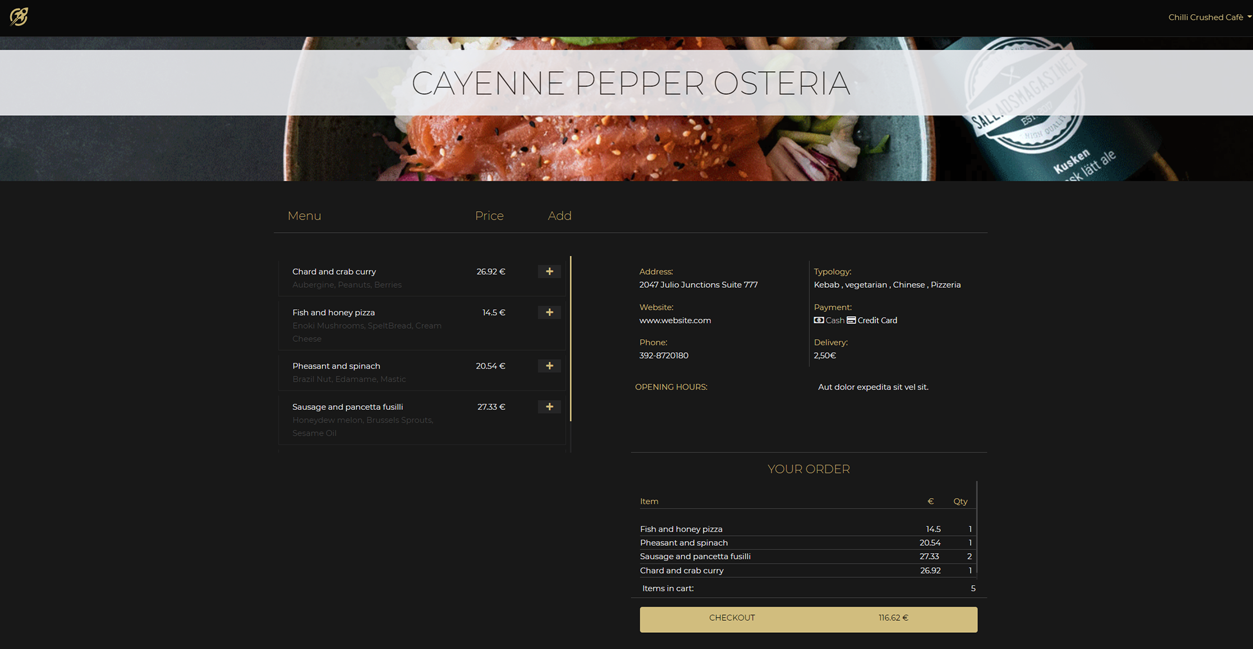 Chilli Crushed Cafè
CAYENNE PEPPER OSTERIA
SALLADSMAGASINET
Kusken
sk lätt ale
Menu Price Add
Chard and crab curry 26.92 € +
Aubergine, Peanuts, Berries
Fish and honey pizza 14.5 € +
Enoki Mushrooms, SpeltBread, Cream
Cheese
Pheasant and spinach 20.54 € +
Brazil Nut, Edamame, Mastic
Sausage and pancetta fusilli 27.33 € +
Honeydew melon, Brussels Sprouts,
Sesame Oil
Address:
2047 Julio Junctions Suite 777
Website:
www.website.com
Phone:
392-8720180
Typology:
Kebab , vegetarian , Chinese , Pizzeria
Payment:
Cash Credit Card
Delivery:
2,50€
OPENING HOURS: Aut dolor expedita sit vel sit.
YOUR ORDER
Item € Qty
Fish and honey pizza 14.5 1
Pheasant and spinach 20.54 1
Sausage and pancetta fusilli 27.33 2
Chard and crab curry 26.92 1
Items in cart: 5
CHECKOUT 116.62 €